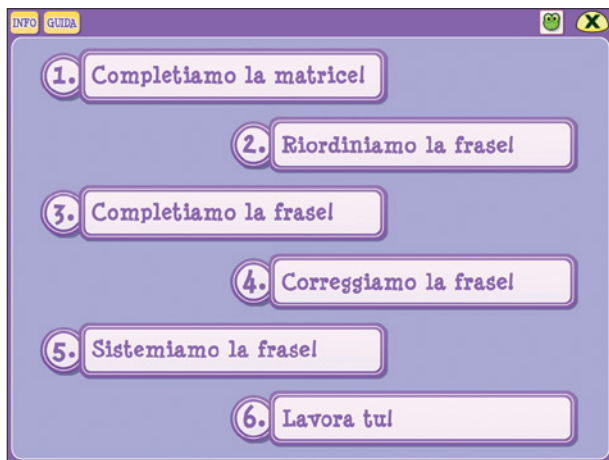 INFO GUIDA X
1. Completiamo la matrice!
2. Riordiniamo la frase!
3. Completiamo la frase!
4. Correggiamo la frase!
5. Sistemiamo la frase!
6. Lavora tu!